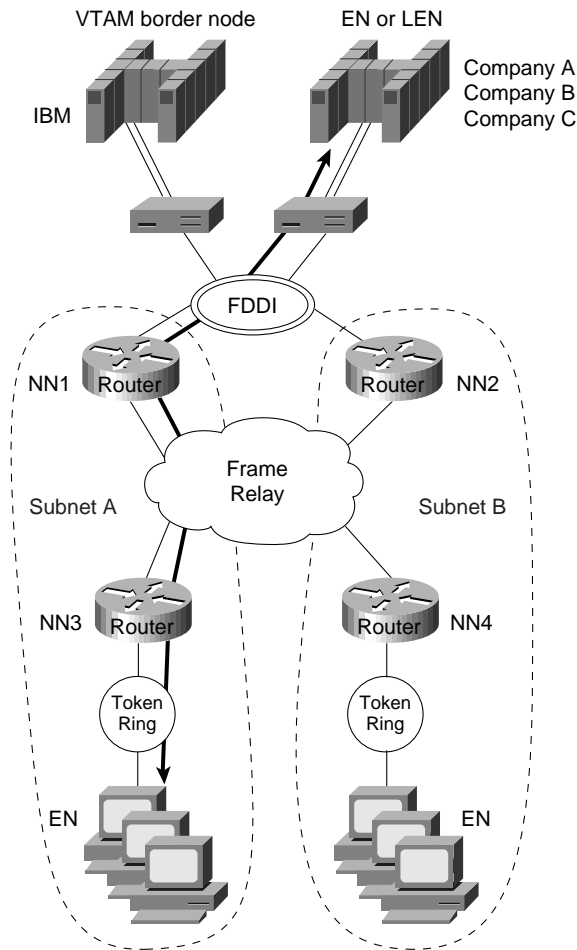 VTAM border node
EN or LEN
Company A
Company B
Company C
IBM
FDDI
NN1
Router
Router
NN2
Frame
Relay
Subnet A
Subnet B
NN3
Router
Router
NN4
Token
Ring
Token
Ring
EN
EN